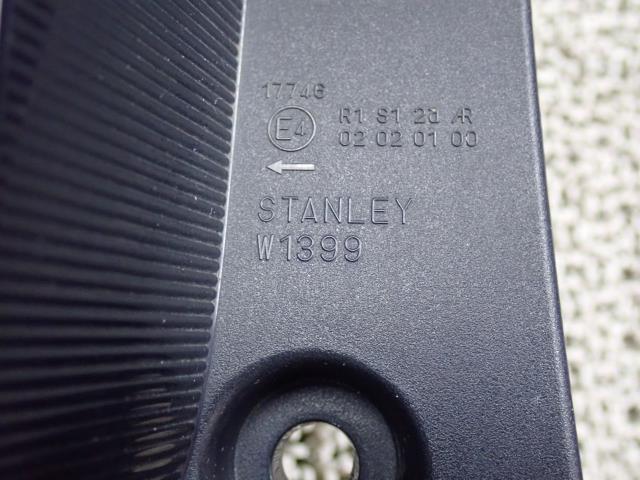 17746
E4 R1 S1 2a AR
02 02 01 00
STANLEY
W1399